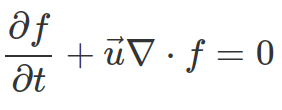 ∂f/∂t + u⃗∇ · f = 0